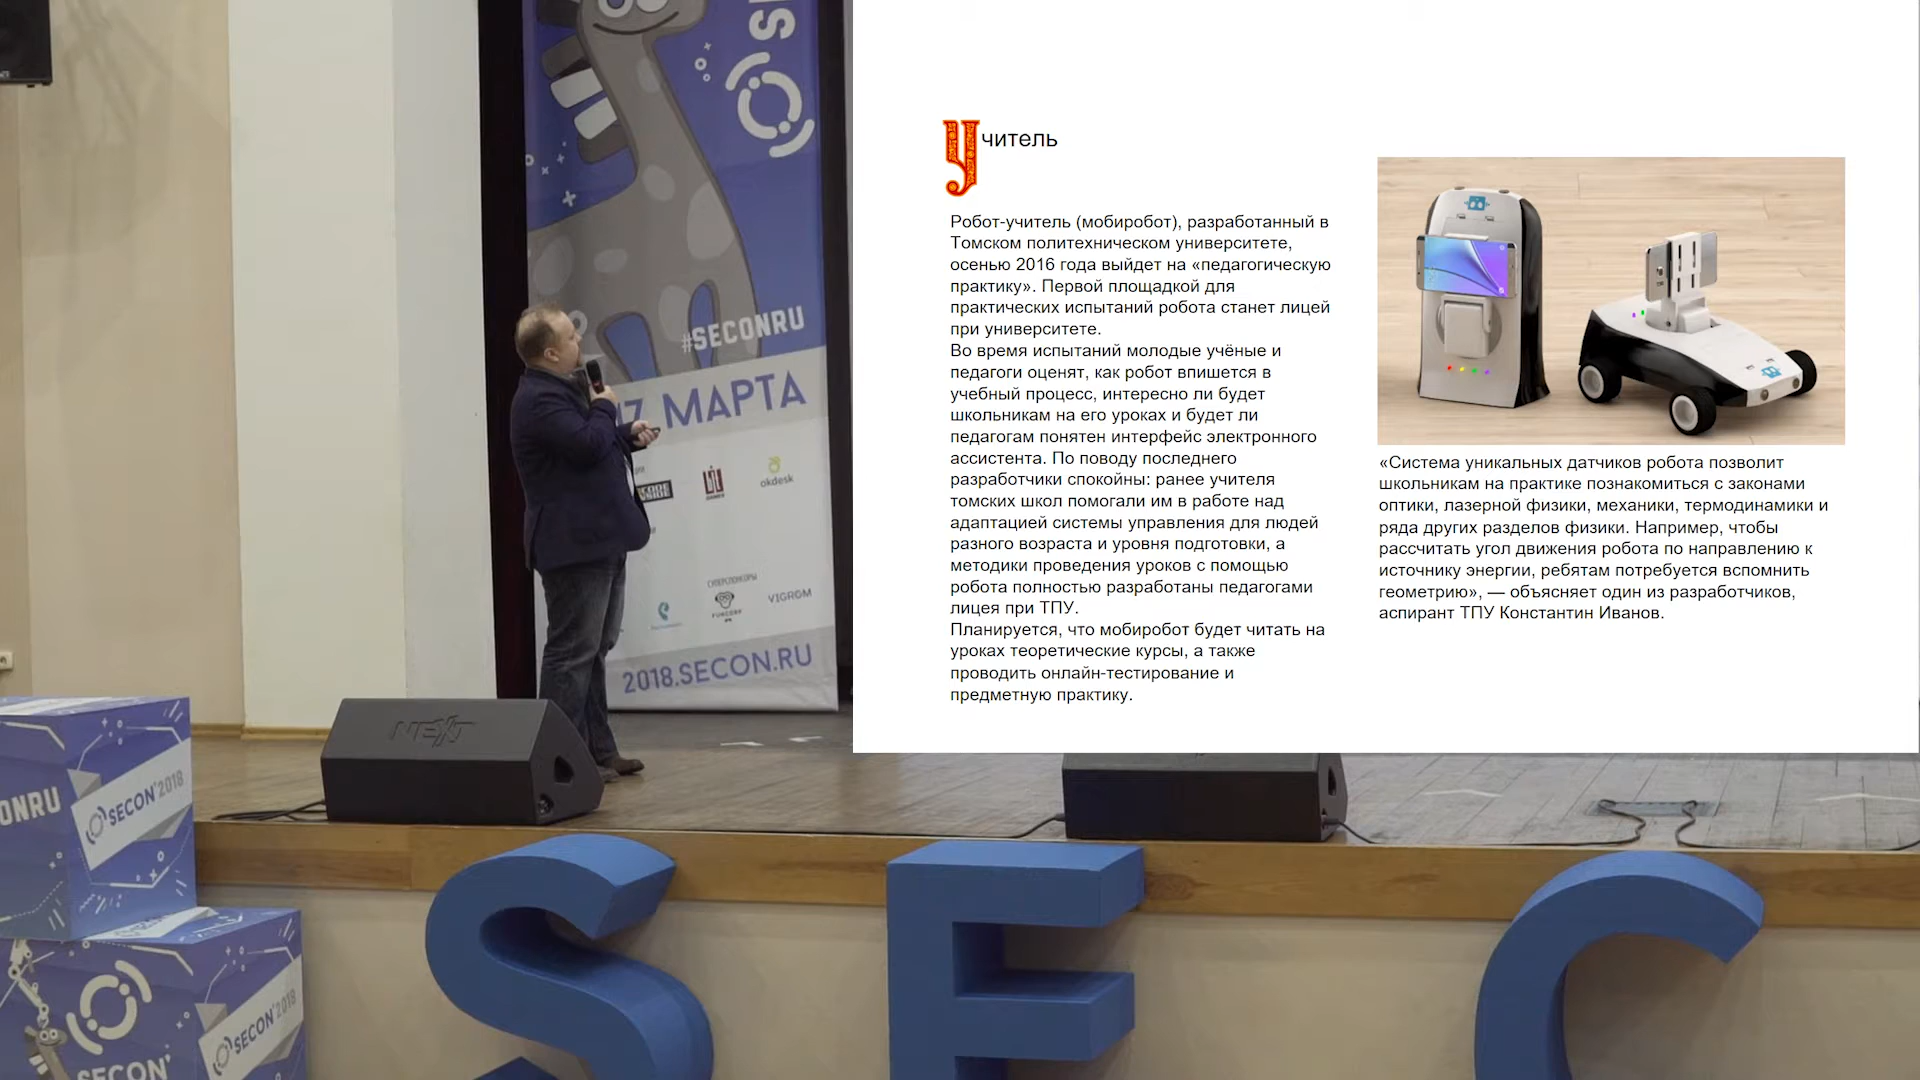 #SECONRU
17 МАРТА
okdesk
СУПЕРСПОНСОРЫ
FUNCORP
VIGROM
2018.SECON.RU
NEXT
ONRU
SECON'2018
SECON'2018
SECON'
S E C
Учитель
Робот-учитель (мобиробот), разработанный в
Томском политехническом университете,
осенью 2016 года выйдет на «педагогическую
практику». Первой площадкой для
практических испытаний робота станет лицей
при университете.
Во время испытаний молодые учёные и
педагоги оценят, как робот впишется в
учебный процесс, интересно ли будет
школьникам на его уроках и будет ли
педагогам понятен интерфейс электронного
ассистента. По поводу последнего
разработчики спокойны: ранее учителя
томских школ помогали им в работе над
адаптацией системы управления для людей
разного возраста и уровня подготовки, а
методики проведения уроков с помощью
робота полностью разработаны педагогами
лицея при ТПУ.
Планируется, что мобиробот будет читать на
уроках теоретические курсы, а также
проводить онлайн-тестирование и
предметную практику.
«Система уникальных датчиков робота позволит
школьникам на практике познакомиться с законами
оптики, лазерной физики, механики, термодинамики и
ряда других разделов физики. Например, чтобы
рассчитать угол движения робота по направлению к
источнику энергии, ребятам потребуется вспомнить
геометрию», — объясняет один из разработчиков,
аспирант ТПУ Константин Иванов.